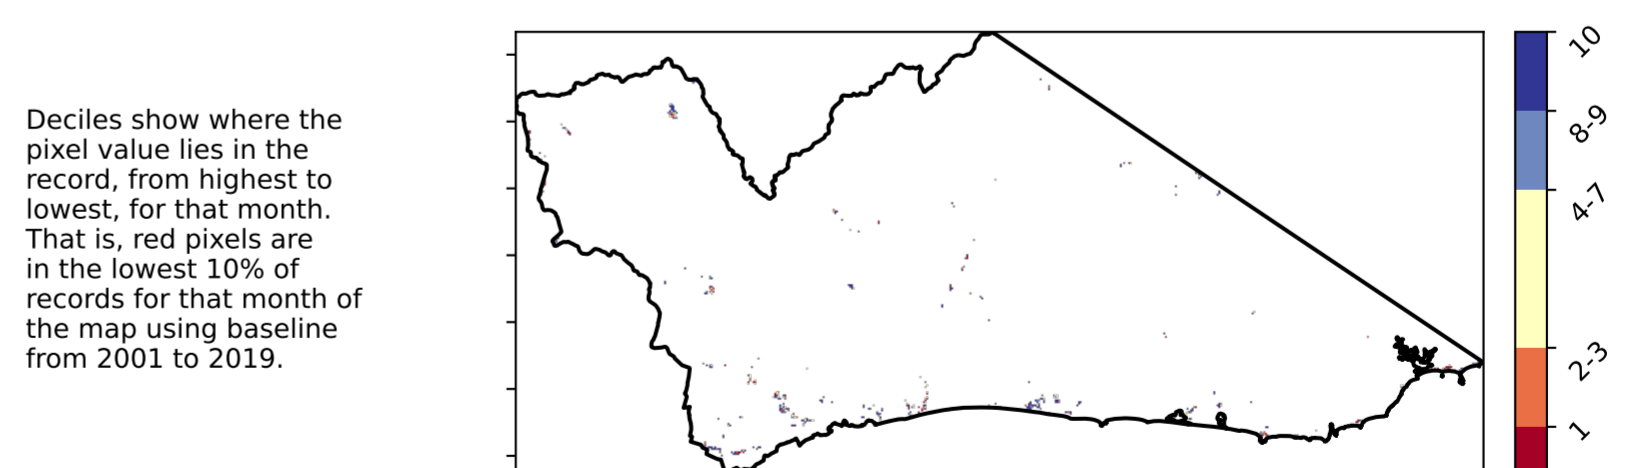 Deciles show where the
pixel value lies in the
record, from highest to
lowest, for that month.
That is, red pixels are
in the lowest 10% of
records for that month of
the map using baseline
from 2001 to 2019.
10
8-9
4-7
2-3
1